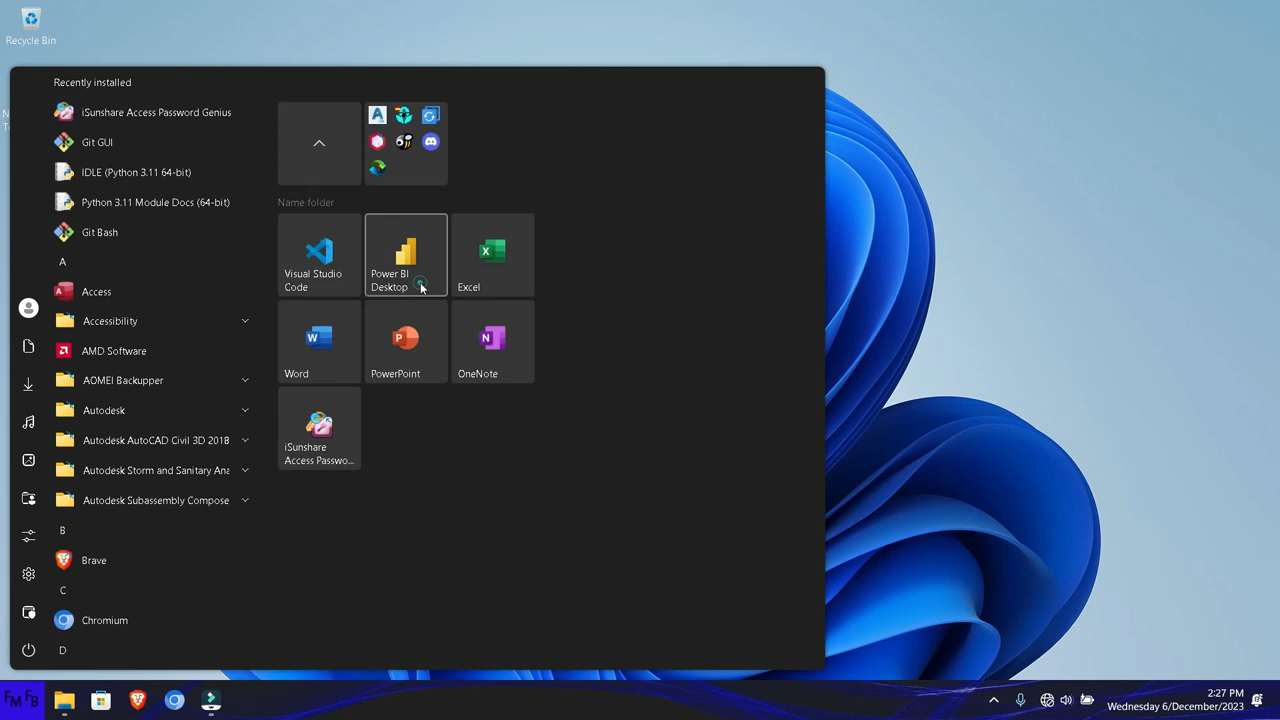 Recycle Bin
Recently installed
iSunshare Access Password Genius
Git GUI
IDLE (Python 3.11 64-bit)
Python 3.11 Module Docs (64-bit)
Git Bash
A
Access
Accessibility
AMD Software
AOMEI Backupper
Autodesk
Autodesk AutoCAD Civil 3D 2018
Autodesk Storm and Sanitary Ana
Autodesk Subassembly Compose
B
Brave
C
Chromium
D
Name folder
Visual Studio
Code
Power BI
Desktop
Excel
Word
PowerPoint
OneNote
iSunshare
Access Passwo...
FM FB
2:27 PM
Wednesday 6/December/2023